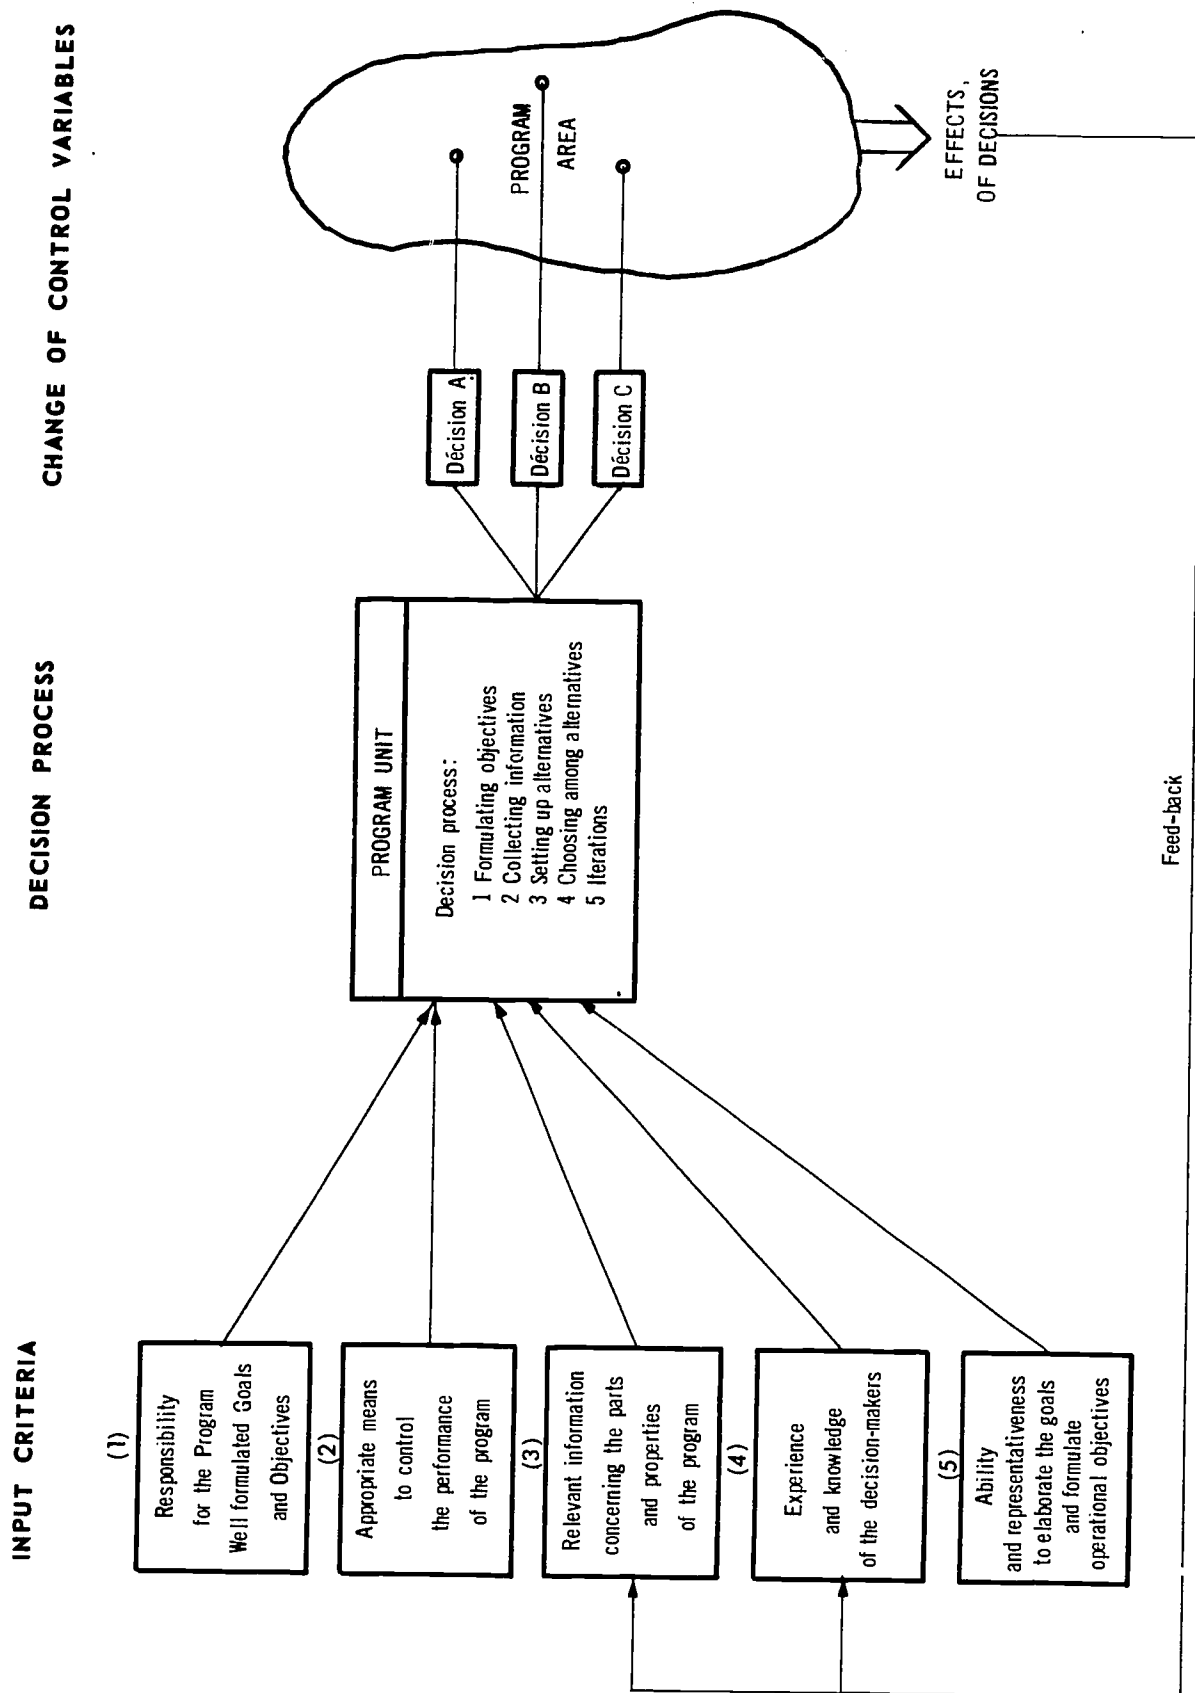 INPUT CRITERIA
DECISION PROCESS
CHANGE OF CONTROL VARIABLES
(1)
Responsibility
for the Program
Well formulated Goals
and Objectives
(2)
Appropriate means
to control
the performance
of the program
(3)
Relevant information
concerning the parts
and properties
of the program
(4)
Experience
and knowledge
of the decision-makers
(5)
Ability
and representativeness
to elaborate the goals
and formulate
operational objectives
PROGRAM UNIT
Decision process:
1 Formulating objectives
2 Collecting information
3 Setting up alternatives
4 Choosing among alternatives
5 Iterations
Décision A
Décision B
Décision C
PROGRAM
AREA
EFFECTS,
OF DECISIONS
Feed-back